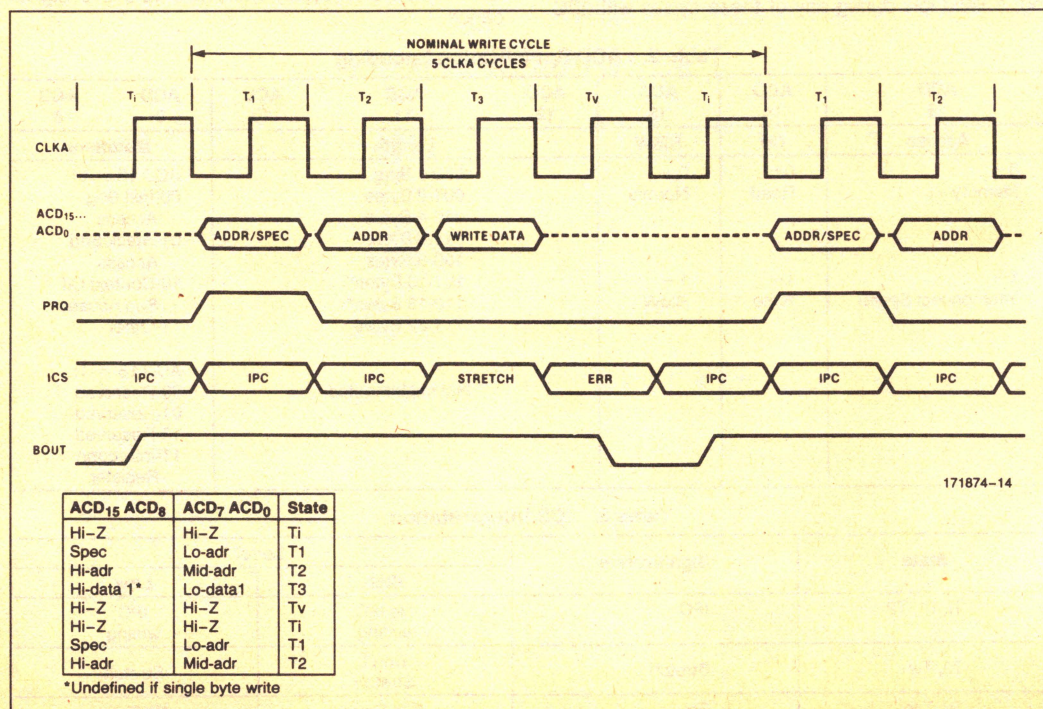 NOMINAL WRITE CYCLE
5 CLKA CYCLES
Ti T1 T2 T3 TV Ti T1 T2
CLKA
ACD15...
ACD0 ADDR/SPEC ADDR WRITE DATA ADDR/SPEC ADDR
PRQ
ICS IPC IPC IPC STRETCH ERR IPC IPC IPC
BOUT
171874–14
ACD15 ACD8 ACD7 ACD0 State
Hi–Z Hi–Z Ti
Spec Lo-adr T1
Hi-adr Mid-adr T2
Hi-data 1* Lo-data1 T3
Hi–Z Hi–Z Tv
Hi–Z Hi–Z Ti
Spec Lo-adr T1
Hi-adr Mid-adr T2
*Undefined if single byte write